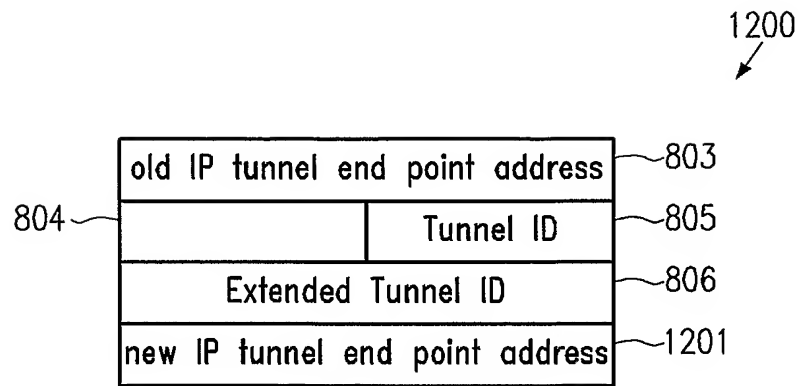 1200
old IP tunnel end point address 803
804 Tunnel ID 805
Extended Tunnel ID 806
new IP tunnel end point address 1201